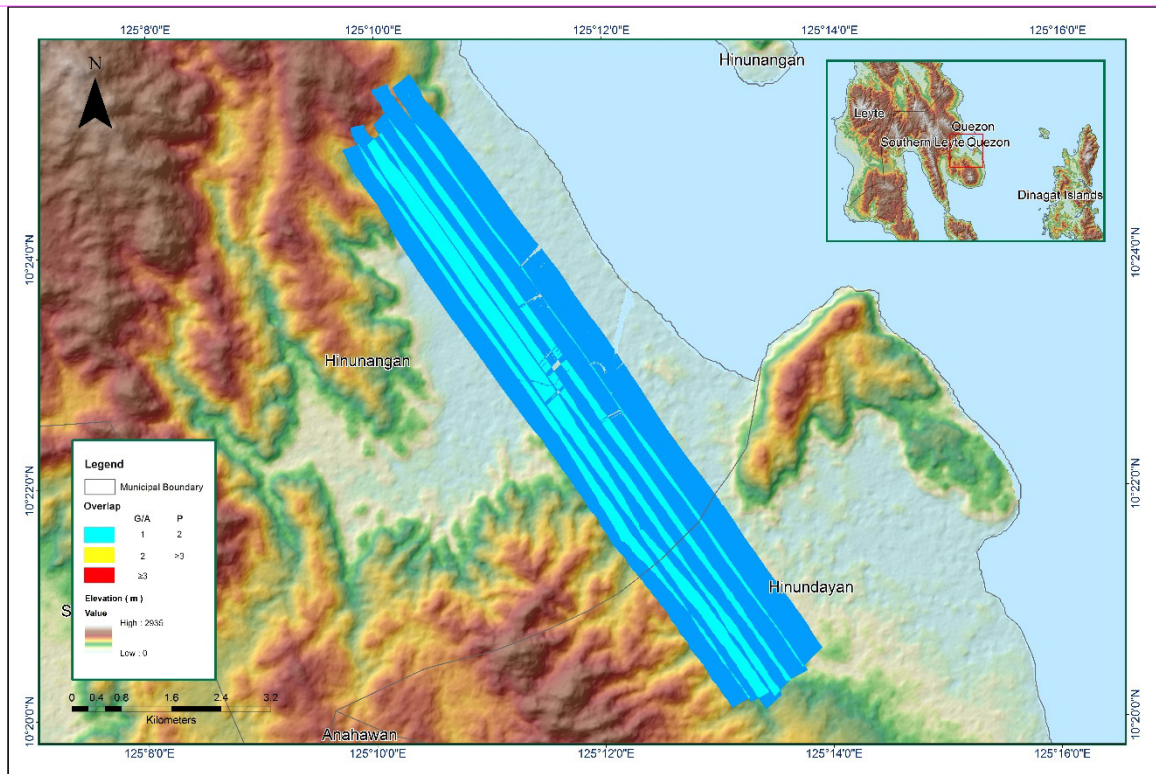 125°8'0"E 125°10'0"E 125°12'0"E 125°14'0"E 125°16'0"E
N
Hinunangan
Leyte
Quezon
Southern Leyte Quezon
Dinagat Islands
10°24'0"N 10°24'0"N
Hinunangan
Legend
Municipal Boundary
Overlap
G/A P
1 2
2 >3
≥3
Elevation ( m )
Value
High : 2935
Low : 0
10°22'0"N 10°22'0"N
Hinundayan
S
0 0.4 0.8 1.6 2.4 3.2
Kilometers
Anahawan
10°20'0"N 10°20'0"N
125°8'0"E 125°10'0"E 125°12'0"E 125°14'0"E 125°16'0"E